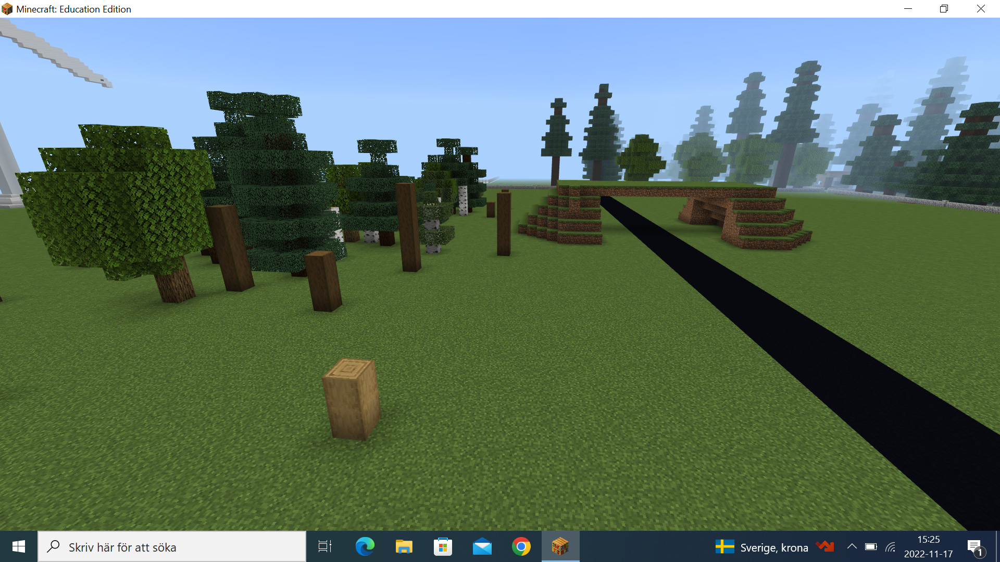 Minecraft: Education Edition
Skriv här för att söka
Sverige, krona
15:25
2022-11-17
1